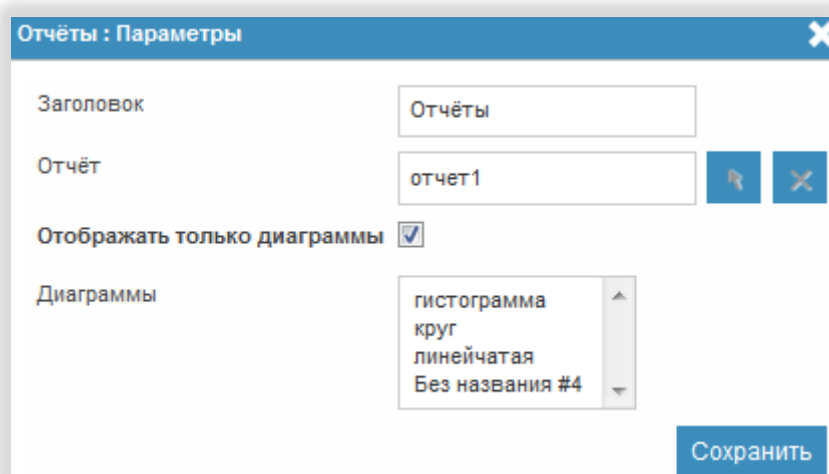 Отчёты : Параметры
Заголовок
Отчёты
Отчёт
отчет1
Отображать только диаграммы
Диаграммы
гистограмма
круг
линейчатая
Без названия #4
Сохранить